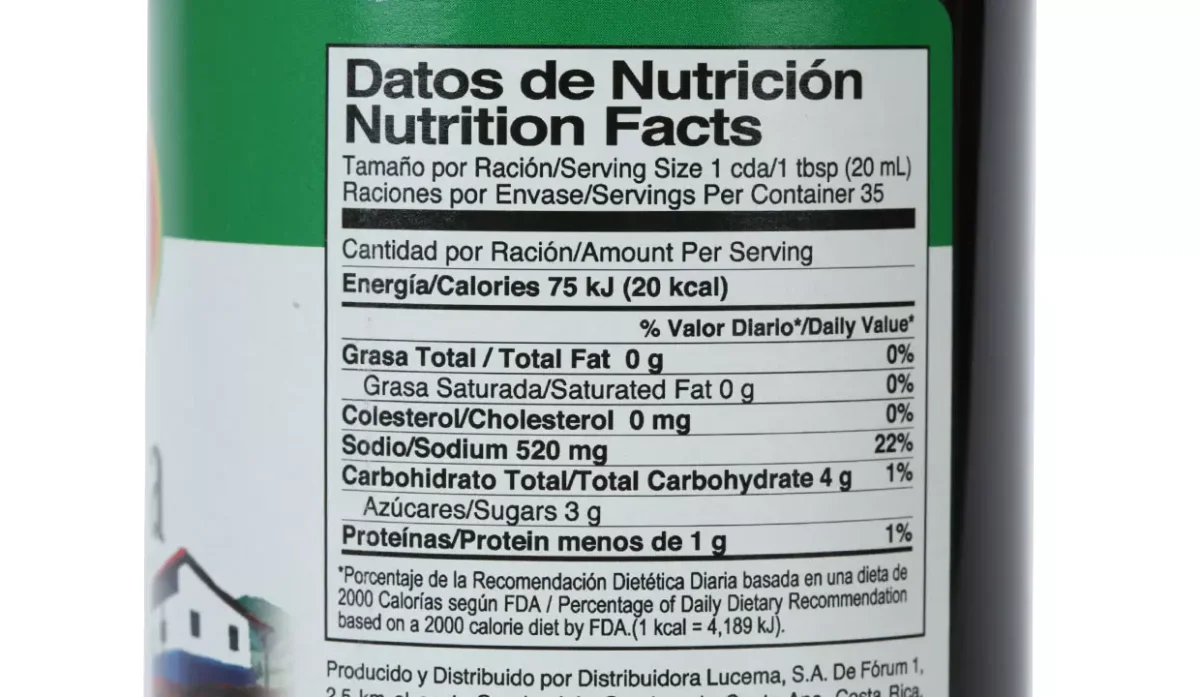 Datos de Nutrición
Nutrition Facts
Tamaño por Ración/Serving Size 1 cda/1 tbsp (20 mL)
Raciones por Envase/Servings Per Container 35
Cantidad por Ración/Amount Per Serving
Energía/Calories 75 kJ (20 kcal)
% Valor Diario*/Daily Value*
Grasa Total / Total Fat 0 g 0%
Grasa Saturada/Saturated Fat 0 g 0%
Colesterol/Cholesterol 0 mg 0%
Sodio/Sodium 520 mg 22%
Carbohidrato Total/Total Carbohydrate 4 g 1%
Azúcares/Sugars 3 g
Proteínas/Protein menos de 1 g 1%
*Porcentaje de la Recomendación Dietética Diaria basada en una dieta de
2000 Calorías según FDA / Percentage of Daily Dietary Recommendation
based on a 2000 calorie diet by FDA.(1 kcal = 4,189 kJ).
Producido y Distribuido por Distribuidora Lucema, S.A. De Fórum 1,
2,5 km Costa Rica,